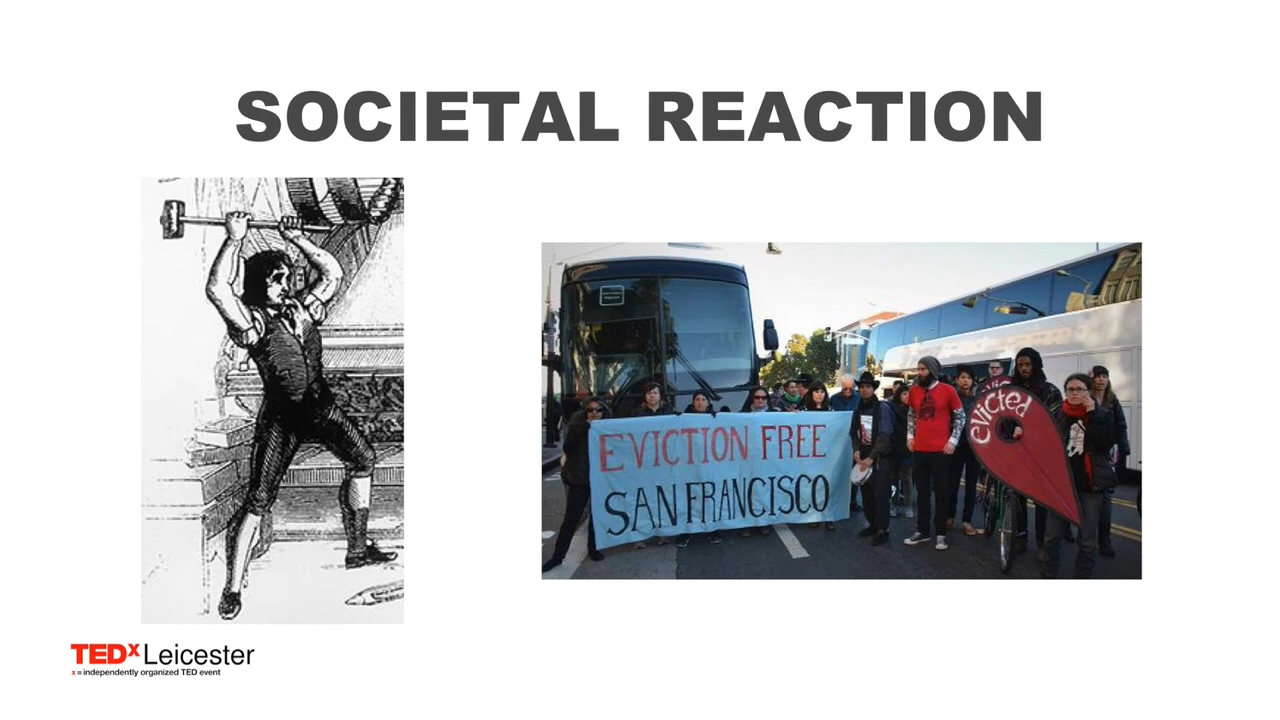 SOCIETAL REACTION
EVICTION FREE
SAN FRANCISCO
evicted
TEDxLeicester
x = independently organized TED event